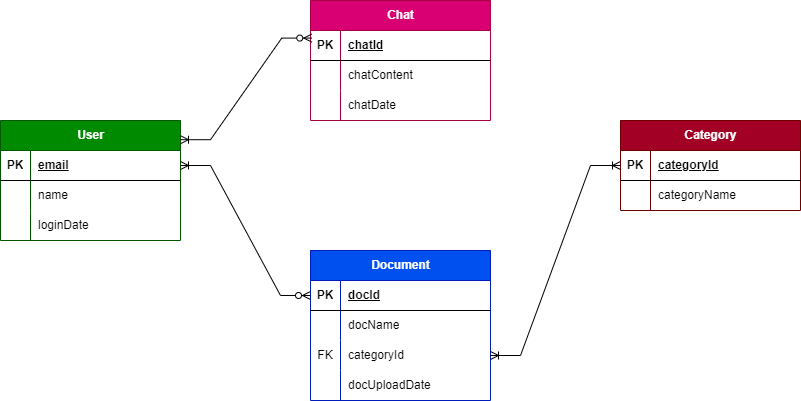 Chat
PK chatId
chatContent
chatDate
User
PK email
name
loginDate
Category
PK categoryId
categoryName
Document
PK docId
docName
FK categoryId
docUploadDate